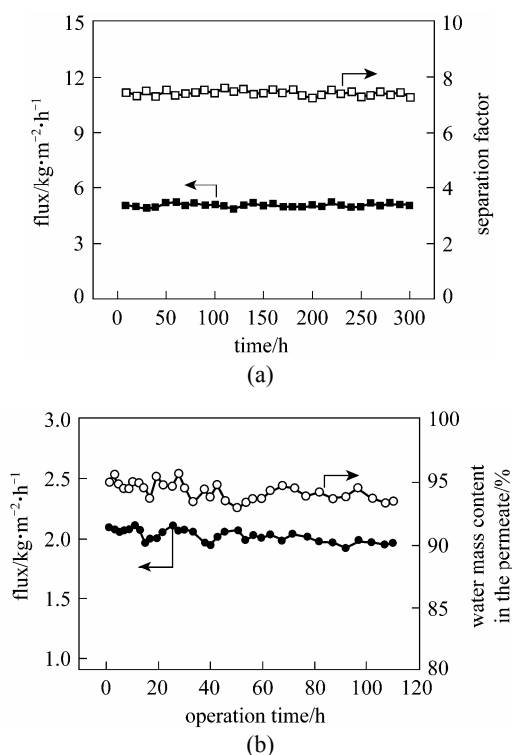 15
12
9
6
3
0
flux/kg•m−2•h−1
10
8
6
4
2
0
separation factor
0 50 100 150 200 250 300
time/h
(a)
3.0
2.5
2.0
1.5
1.0
flux/kg•m−2•h−1
100
95
90
85
80
water mass content
in the permeate/%
0 20 40 60 80 100 120
operation time/h
(b)